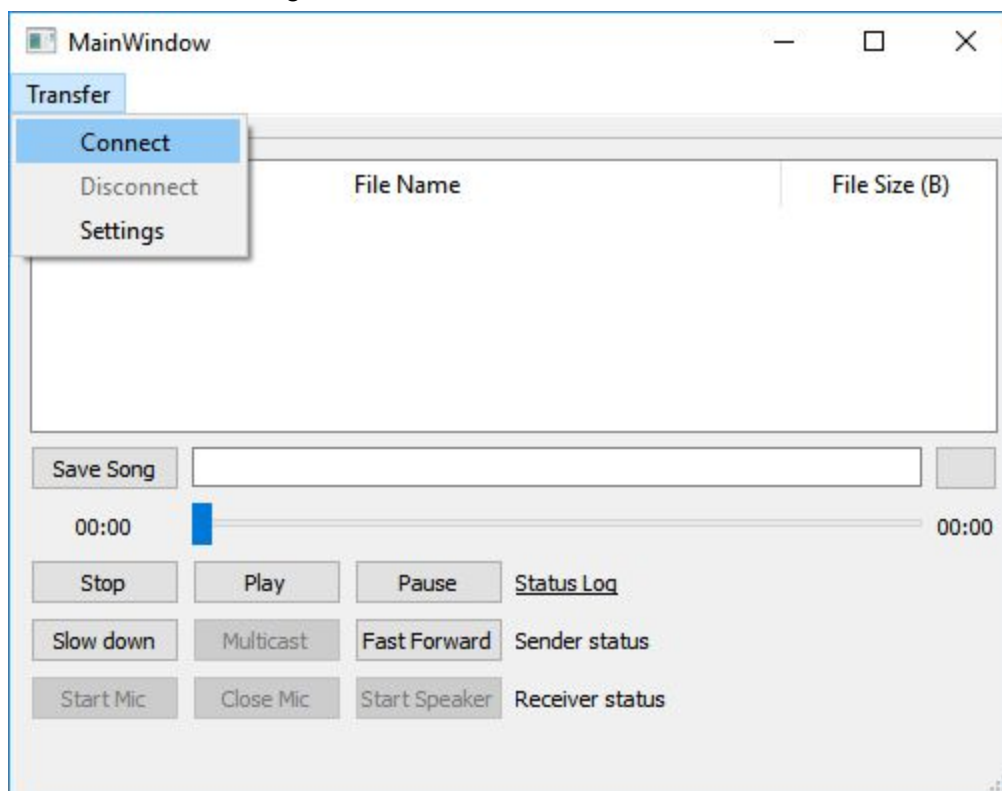 MainWindow
Transfer
Connect
Disconnect
Settings
File Name File Size (B)
Save Song
00:00 00:00
Stop Play Pause Status Log
Slow down Multicast Fast Forward Sender status
Start Mic Close Mic Start Speaker Receiver status